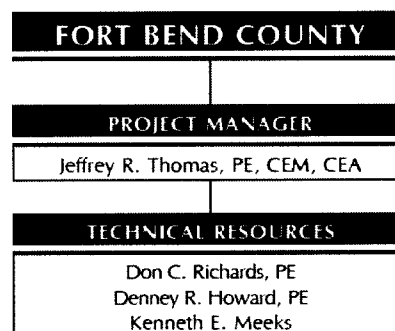 FORT BEND COUNTY
PROJECT MANAGER
Jeffrey R. Thomas, PE, CEM, CEA
TECHNICAL RESOURCES
Don C. Richards, PE
Denney R. Howard, PE
Kenneth E. Meeks